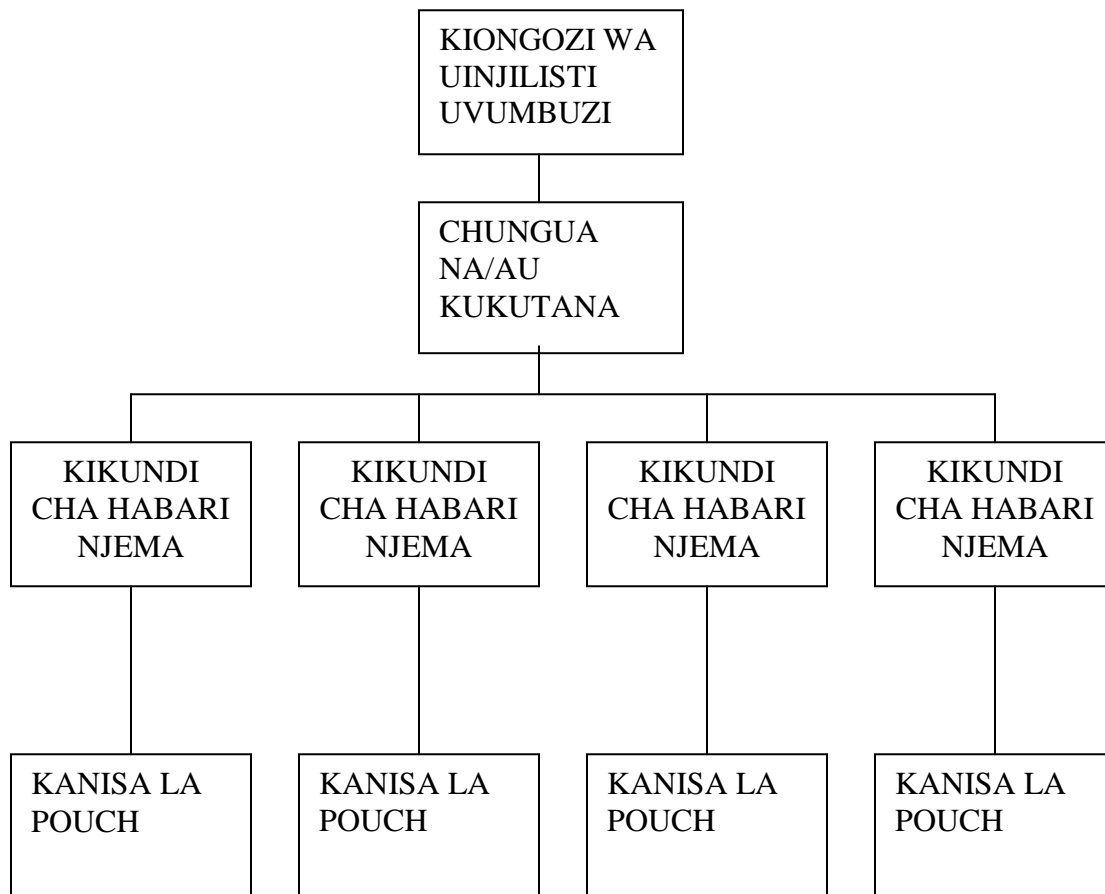 KIONGOZI WA
UINJILISTI
UVUMBUZI
CHUNGUA
NA/AU
KUKUTANA
KIKUNDI
CHA HABARI
NJEMA
KIKUNDI
CHA HABARI
NJEMA
KIKUNDI
CHA HABARI
NJEMA
KIKUNDI
CHA HABARI
NJEMA
KANISA LA
POUCH
KANISA LA
POUCH
KANISA LA
POUCH
KANISA LA
POUCH